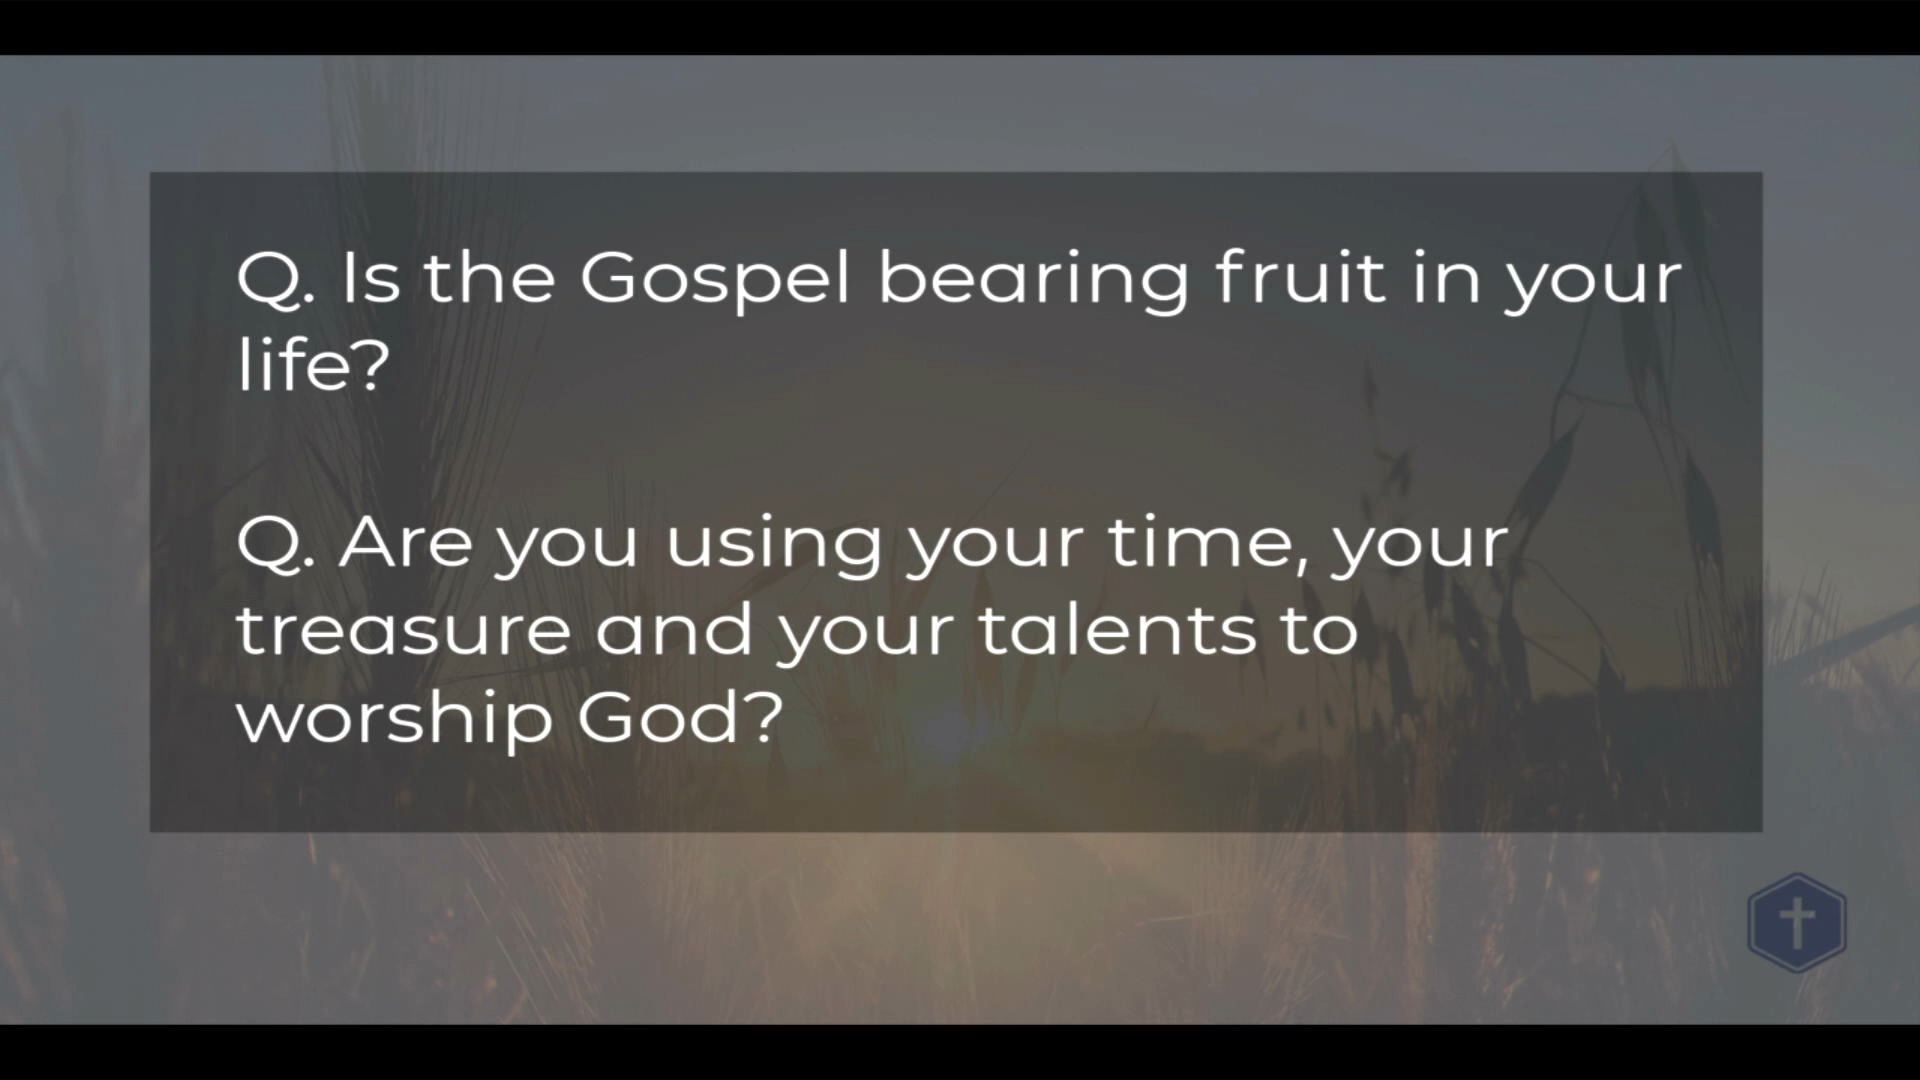 Q. Is the Gospel bearing fruit in your
life?
Q. Are you using your time, your
treasure and your talents to
worship God?